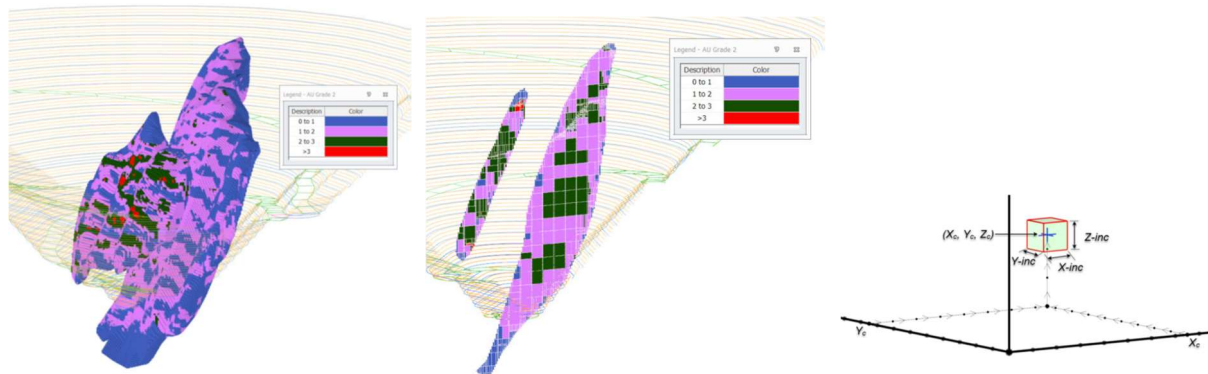 Legend - AU Grade 2
Description Color
0 to 1
1 to 2
2 to 3
>3
Legend - AU Grade 2
Description Color
0 to 1
1 to 2
2 to 3
>3
(Xc, Yc, Zc)
Z-inc
Y-inc
X-inc
Yc
Xc